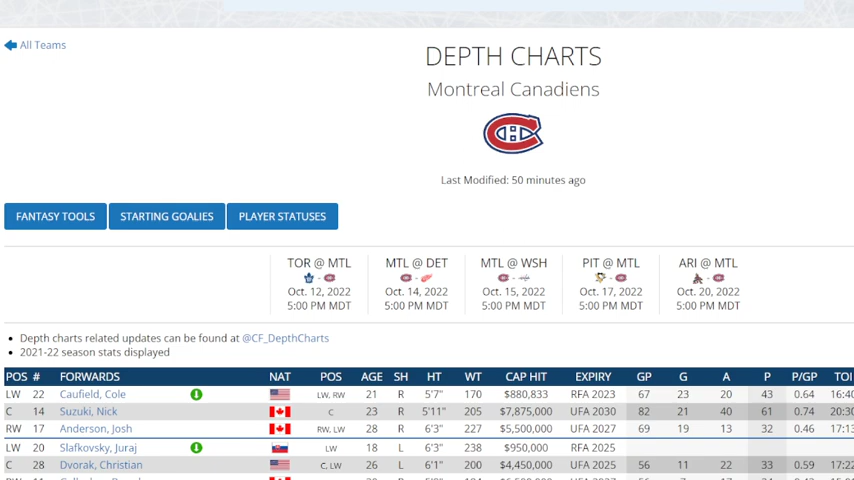 All Teams
DEPTH CHARTS
Montreal Canadiens
Last Modified: 50 minutes ago
FANTASY TOOLS STARTING GOALIES PLAYER STATUSES
TOR @ MTL MTL @ DET MTL @ WSH PIT @ MTL ARI @ MTL
Oct. 12, 2022 Oct. 14, 2022 Oct. 15, 2022 Oct. 17, 2022 Oct. 20, 2022
5:00 PM MDT 5:00 PM MDT 5:00 PM MDT 5:00 PM MDT 5:00 PM MDT
Depth charts related updates can be found at @CF_DepthCharts
2021-22 season stats displayed
POS # FORWARDS NAT POS AGE SH HT WT CAP HIT EXPIRY GP G A P P/GP TOI
LW 22 Caufield, Cole LW, RW 21 R 5'7" 170 $880,833 RFA 2023 67 23 20 43 0.64 16:40
C 14 Suzuki, Nick C 23 R 5'11" 205 $7,875,000 UFA 2030 82 21 40 61 0.74 20:30
RW 17 Anderson, Josh RW, LW 28 R 6'3" 227 $5,500,000 UFA 2027 69 19 13 32 0.46 17:13
LW 20 Slafkovsky, Juraj LW 18 L 6'3" 238 $950,000 RFA 2025
C 28 Dvorak, Christian C, LW 26 L 6'1" 200 $4,450,000 UFA 2025 56 11 22 33 0.59 17:22